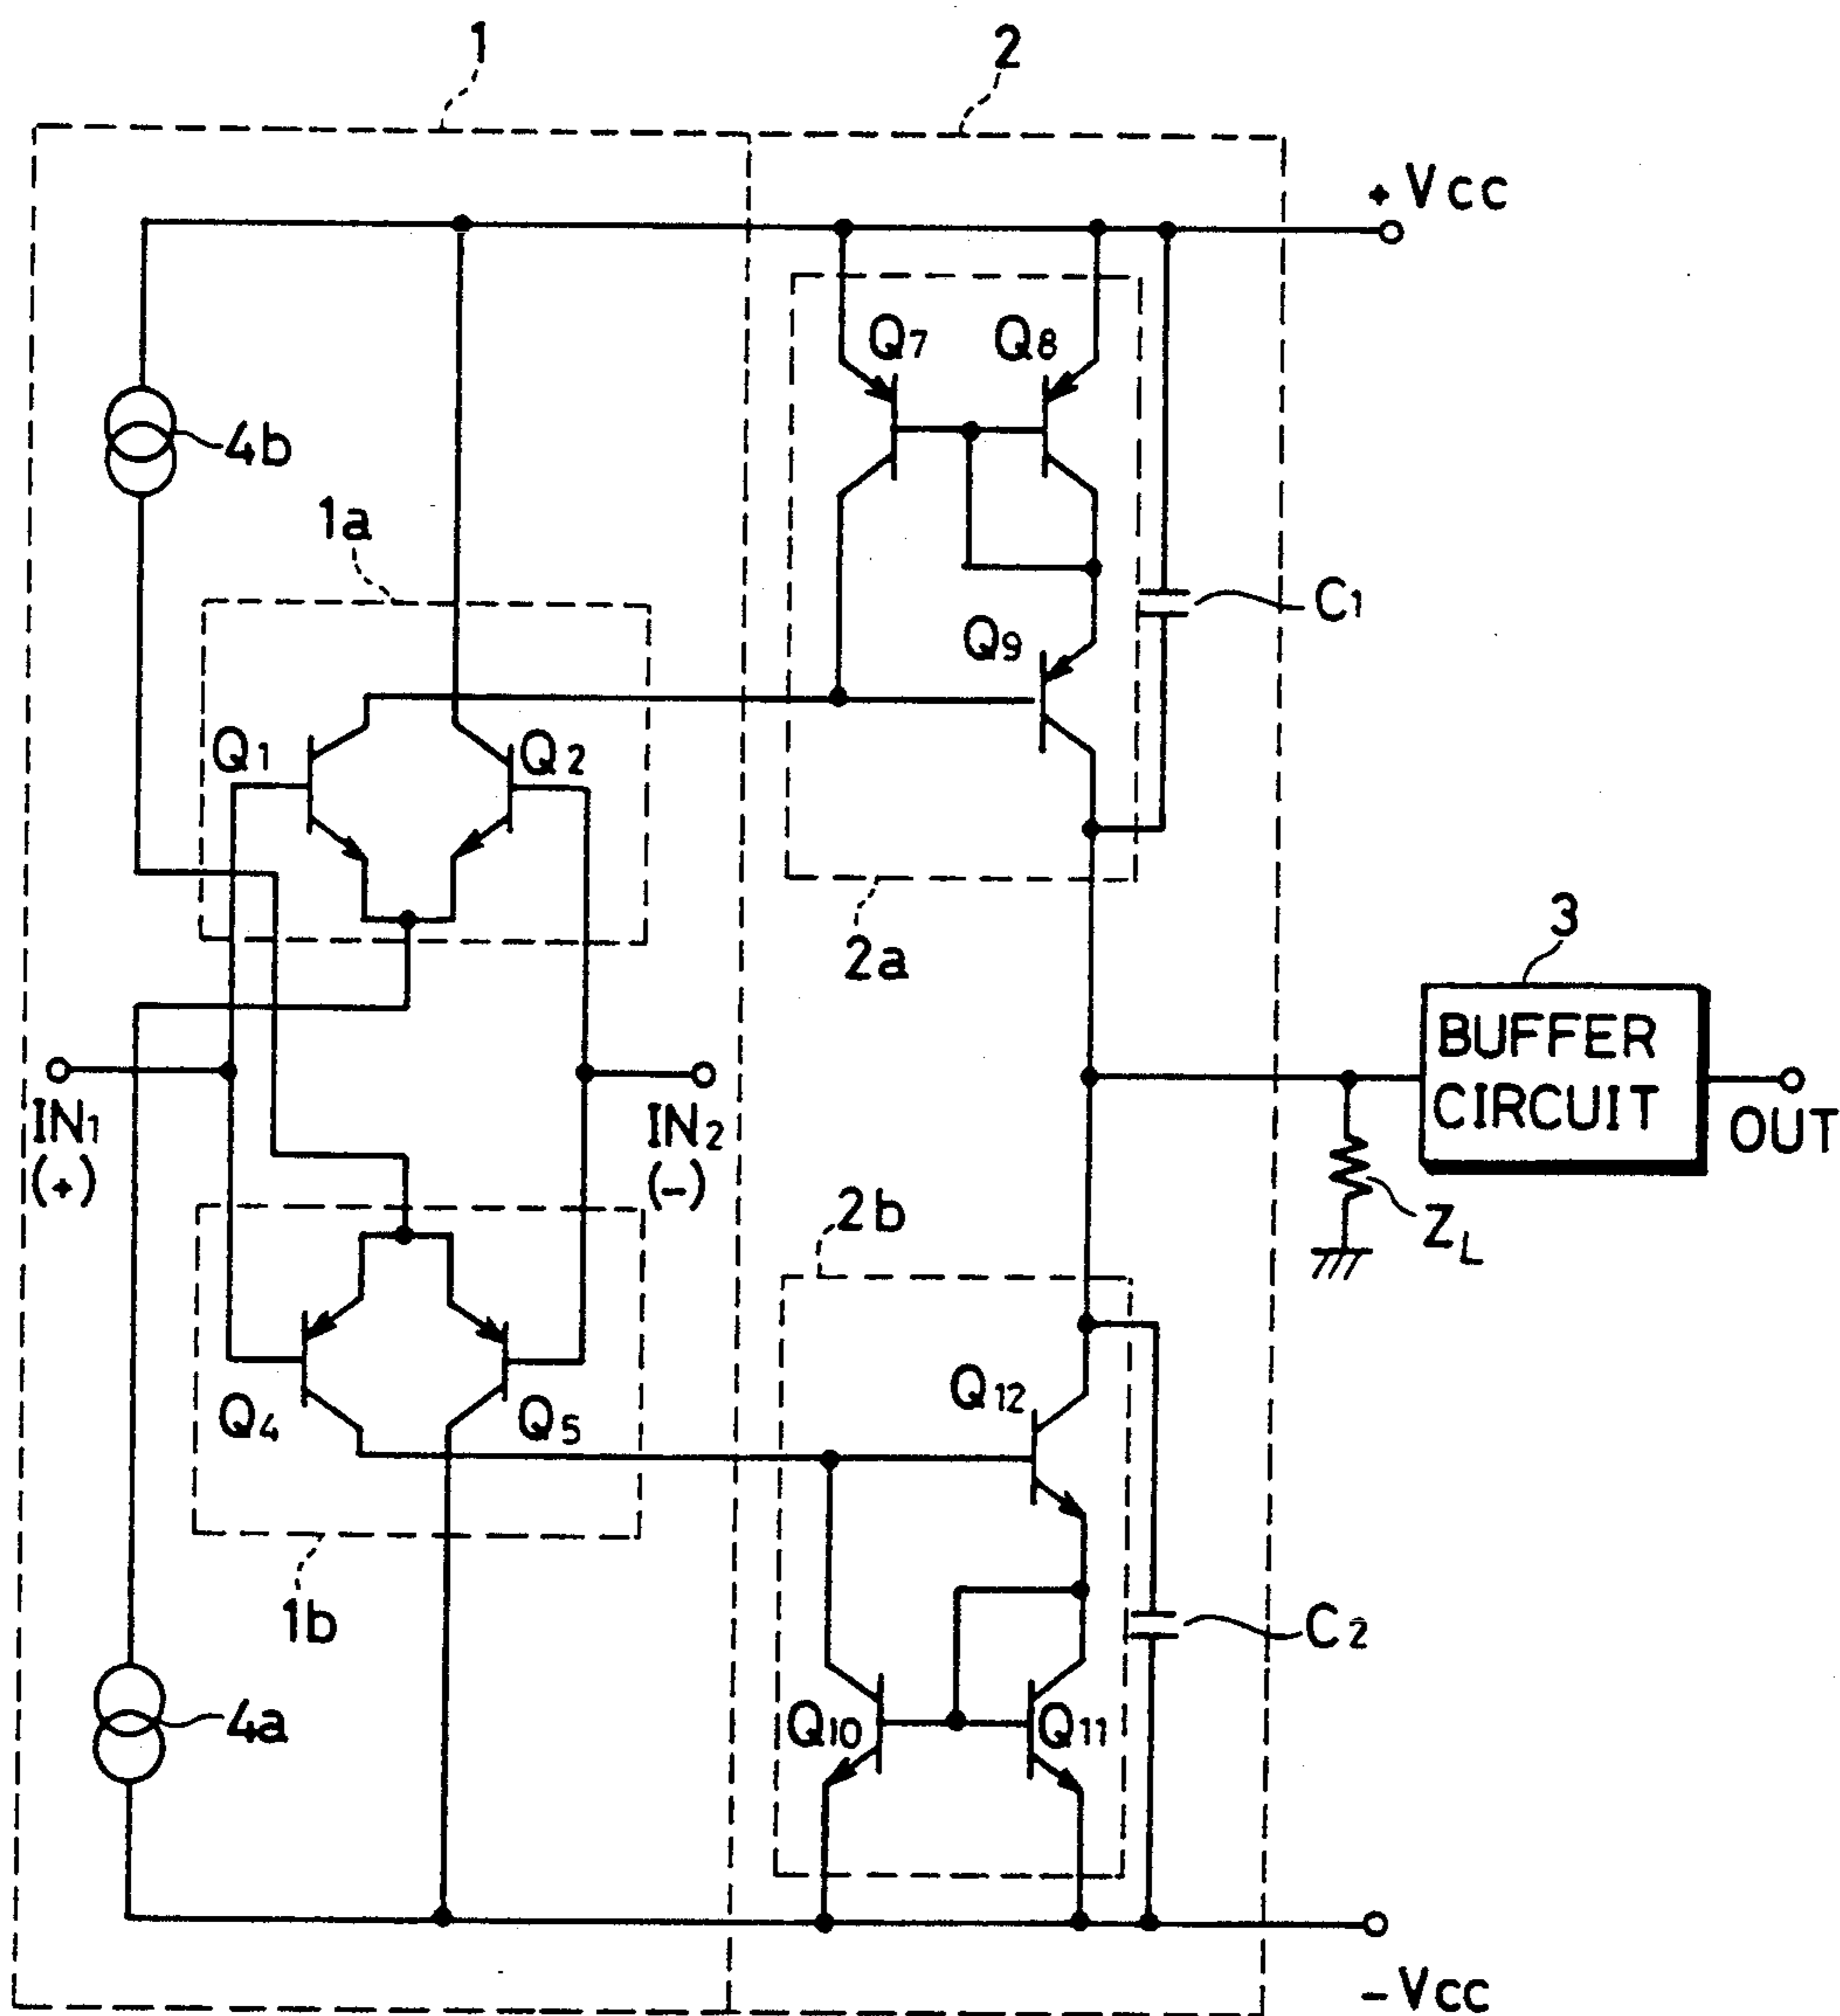 1
2
+ Vcc
Q7
Q8
4b
1a
C1
Q9
Q1
Q2
2a
3
BUFFER
CIRCUIT
IN1
(+)
IN2
(-)
OUT
2b
ZL
Q12
Q4
Q5
1b
C2
4a
Q10
Q11
-Vcc